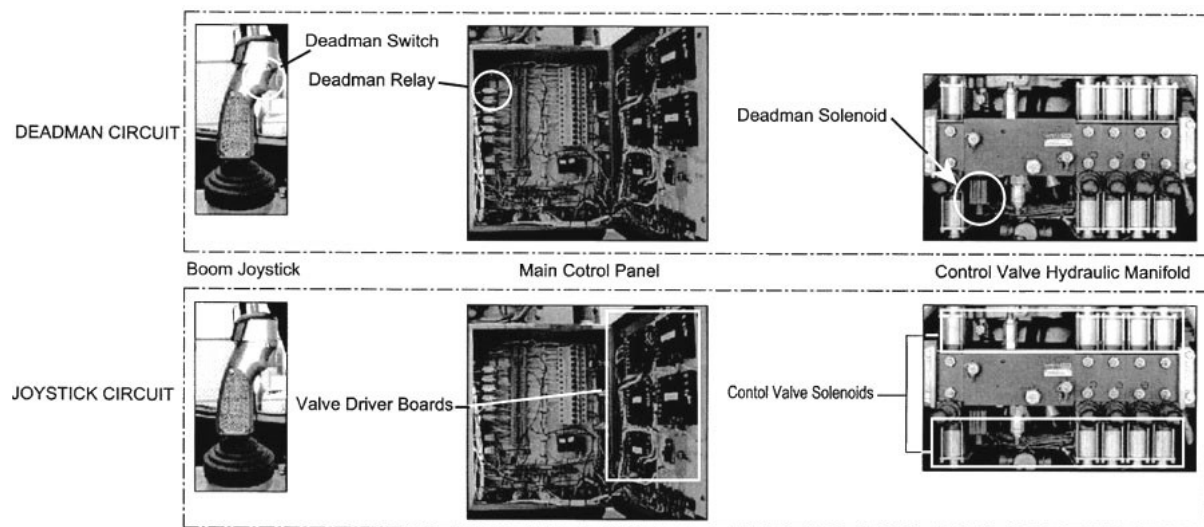 Deadman Switch
Deadman Relay
Deadman Solenoid
DEADMAN CIRCUIT
Boom Joystick
Main Cotrol Panel
Control Valve Hydraulic Manifold
JOYSTICK CIRCUIT
Valve Driver Boards
Contol Valve Solenoids